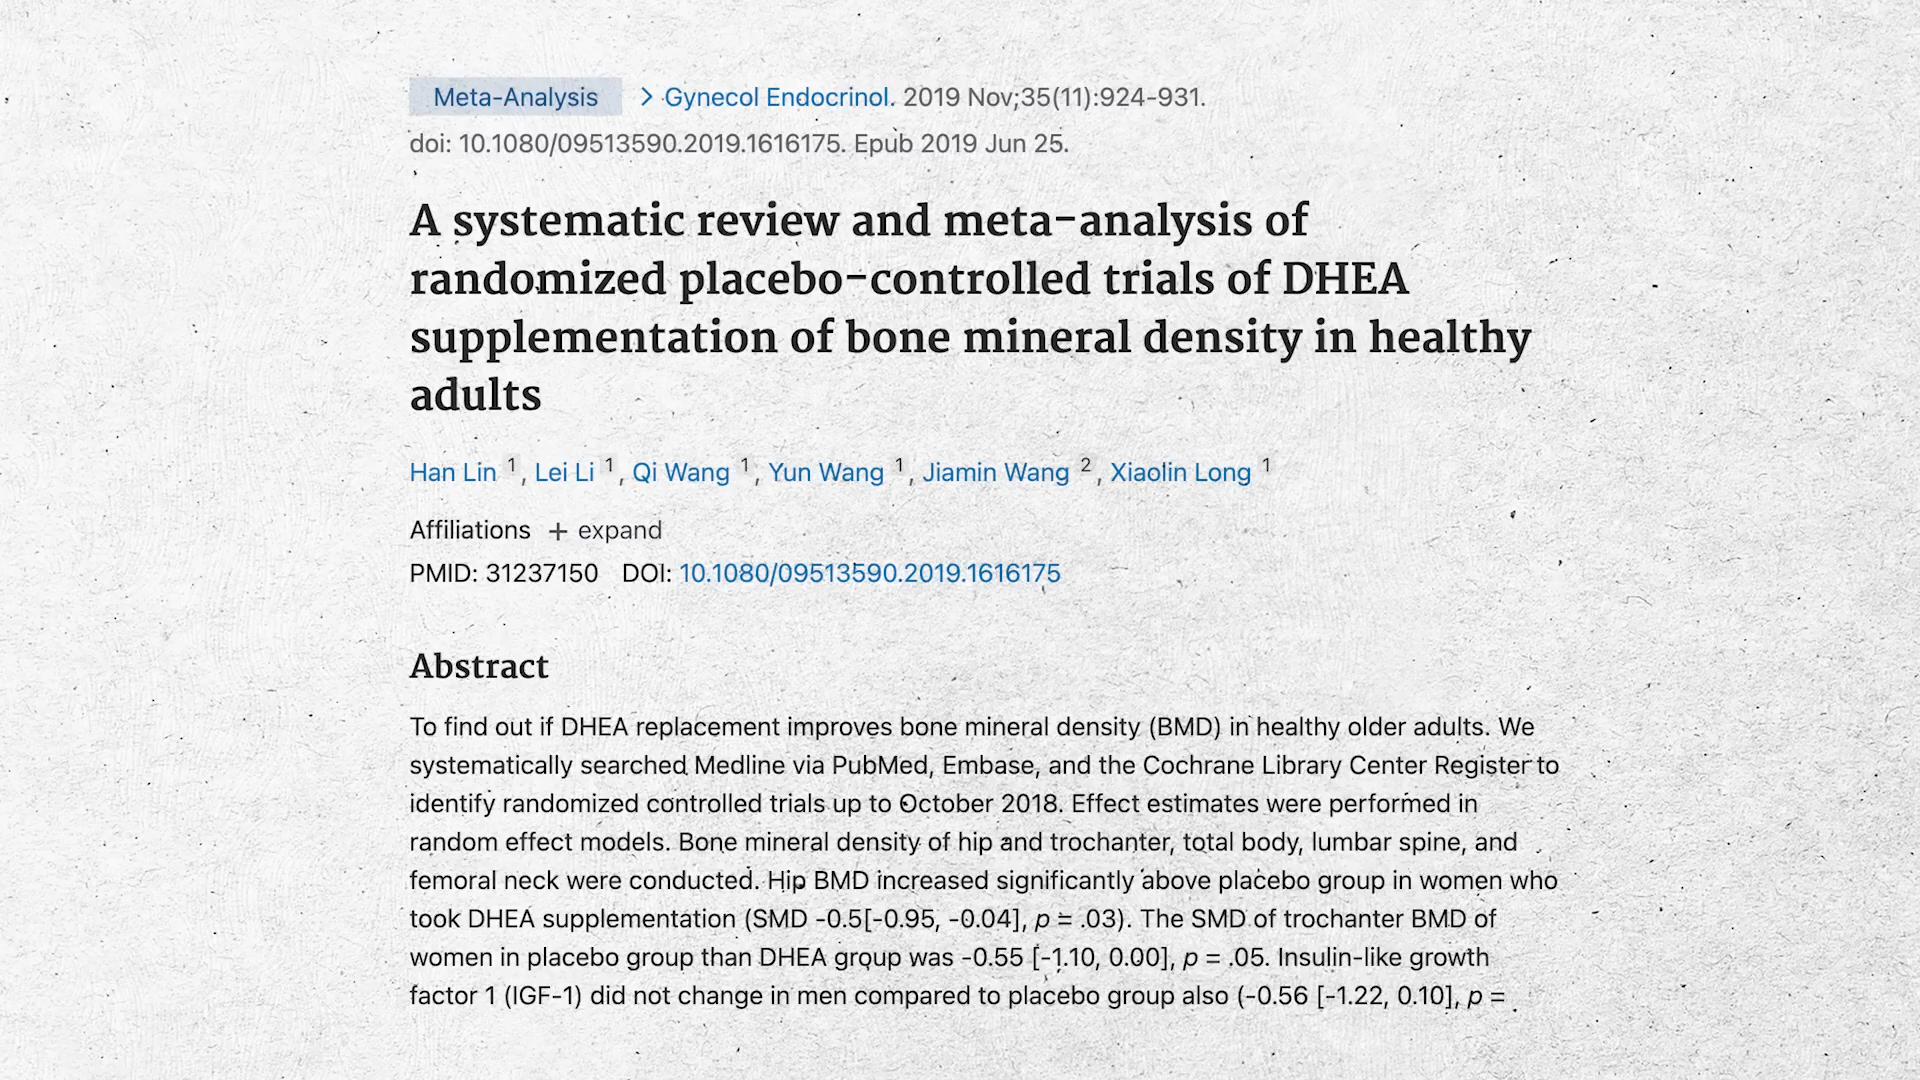 Meta-Analysis > Gynecol Endocrinol. 2019 Nov;35(11):924-931.
doi: 10.1080/09513590.2019.1616175. Epub 2019 Jun 25.
A systematic review and meta-analysis of
randomized placebo-controlled trials of DHEA
supplementation of bone mineral density in healthy
adults
Han Lin 1, Lei Li 1, Qi Wang 1, Yun Wang 1, Jiamin Wang 2, Xiaolin Long 1
Affiliations + expand
PMID: 31237150 DOI: 10.1080/09513590.2019.1616175
Abstract
To find out if DHEA replacement improves bone mineral density (BMD) in healthy older adults. We
systematically searched Medline via PubMed, Embase, and the Cochrane Library Center Register to
identify randomized controlled trials up to October 2018. Effect estimates were performed in
random effect models. Bone mineral density of hip and trochanter, total body, lumbar spine, and
femoral neck were conducted. Hip BMD increased significantly above placebo group in women who
took DHEA supplementation (SMD -0.5[-0.95, -0.04], p = .03). The SMD of trochanter BMD of
women in placebo group than DHEA group was -0.55 [-1.10, 0.00], p = .05. Insulin-like growth
factor 1 (IGF-1) did not change in men compared to placebo group also (-0.56 [-1.22, 0.10], p =